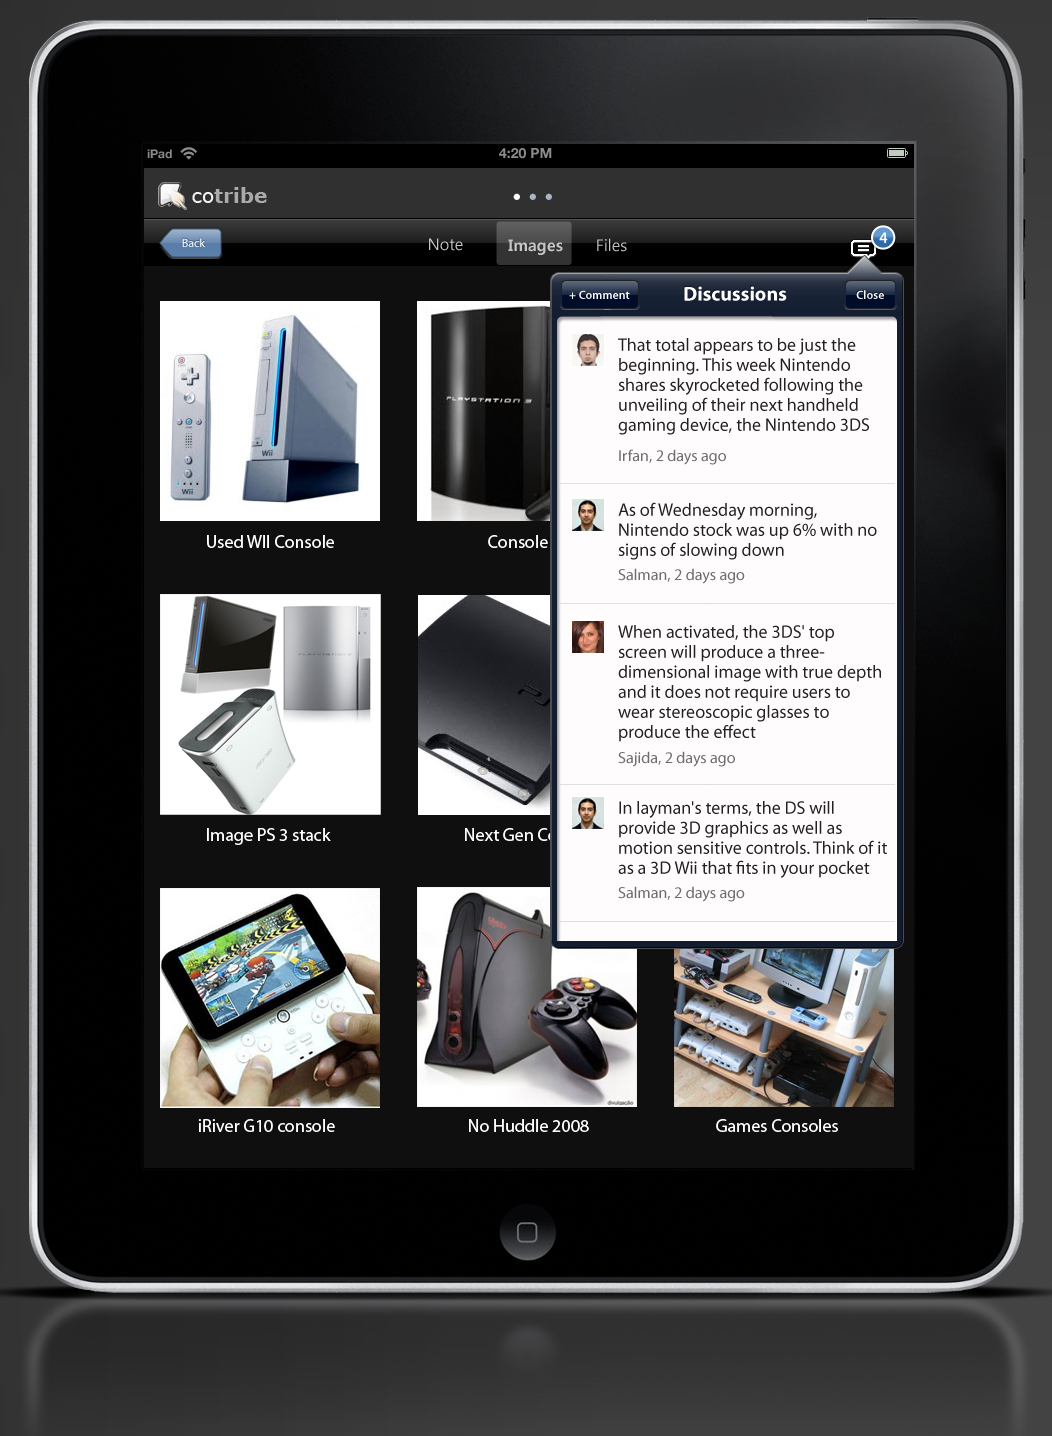 iPad
4:20 PM
cotribe
Back
Note
Images
Files
4
+ Comment
Discussions
Close
That total appears to be just the
beginning. This week Nintendo
shares skyrocketed following the
unveiling of their next handheld
gaming device, the Nintendo 3DS
Irfan, 2 days ago
As of Wednesday morning,
Nintendo stock was up 6% with no
signs of slowing down
Salman, 2 days ago
When activated, the 3DS' top
screen will produce a three-
dimensional image with true depth
and it does not require users to
wear stereoscopic glasses to
produce the effect
Sajida, 2 days ago
In layman's terms, the DS will
provide 3D graphics as well as
motion sensitive controls. Think of it
as a 3D Wii that fits in your pocket
Salman, 2 days ago
Wii
Wii
PLAYSTATION 3
Used WII Console
Console
PLAYSTATION 3
Image PS 3 stack
Next Gen
divulgação
iRiver G10 console
No Huddle 2008
Games Consoles